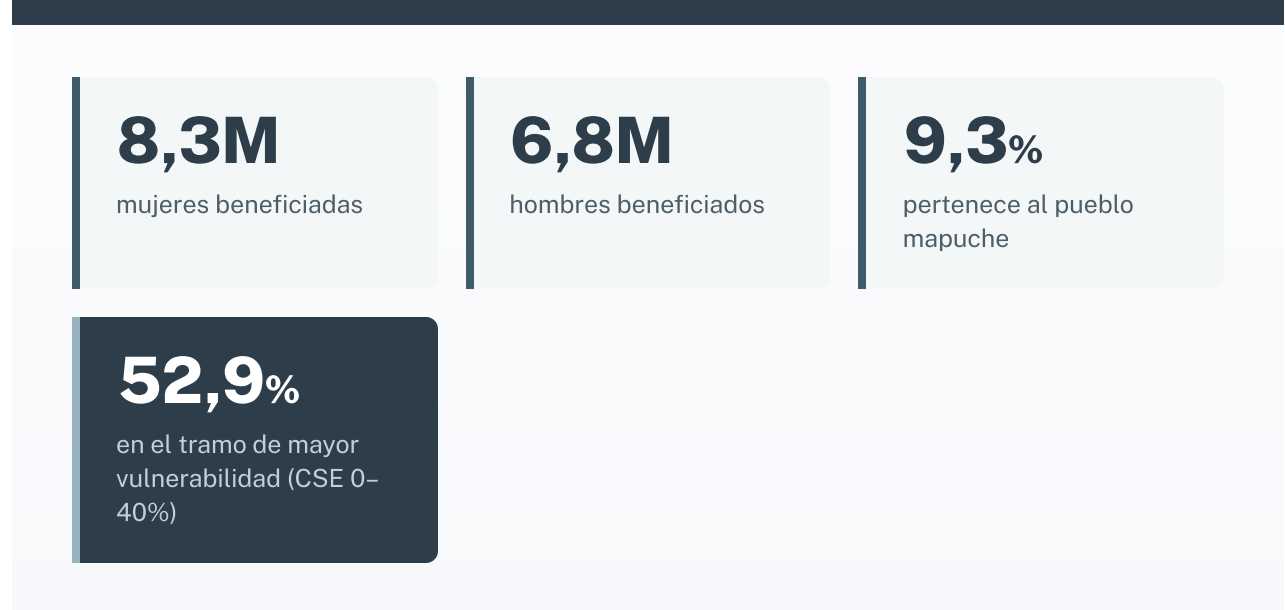 8,3M
mujeres beneficiadas
6,8M
hombres beneficiados
9,3%
pertenece al pueblo
mapuche
52,9%
en el tramo de mayor
vulnerabilidad (CSE 0–
40%)